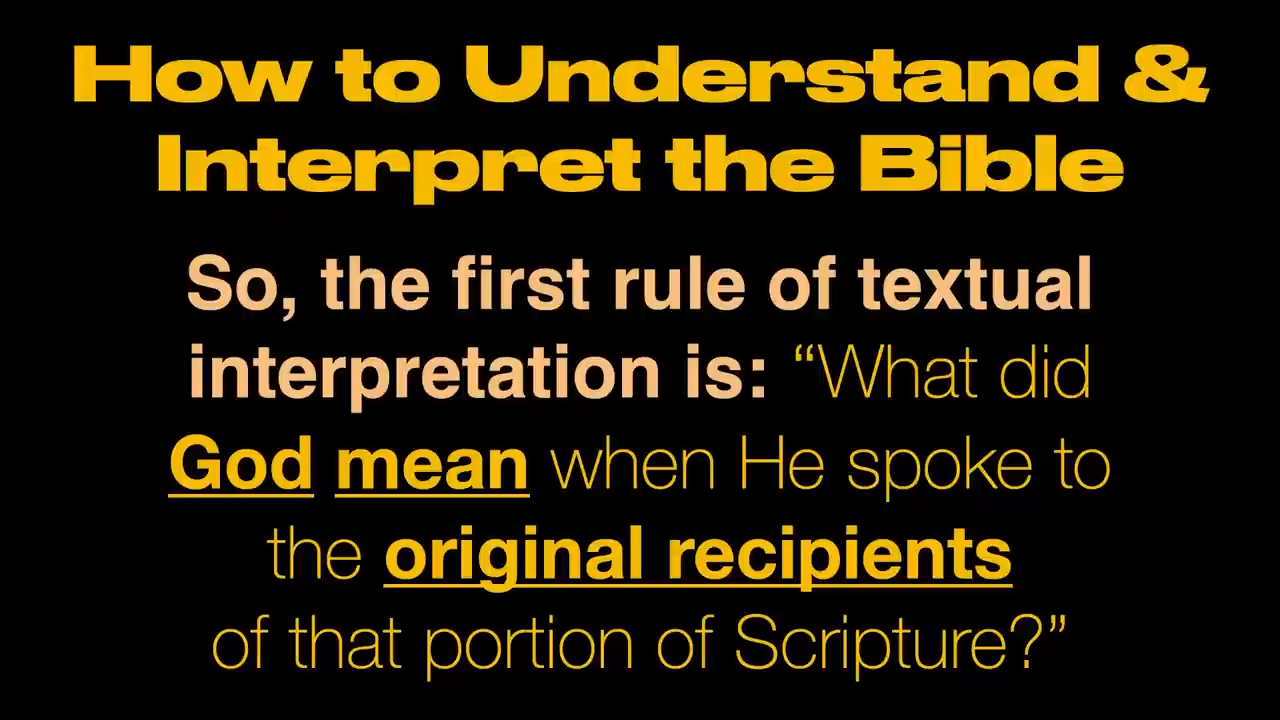 How to Understand &
Interpret the Bible
So, the first rule of textual
interpretation is: “What did
God mean when He spoke to
the original recipients
of that portion of Scripture?”